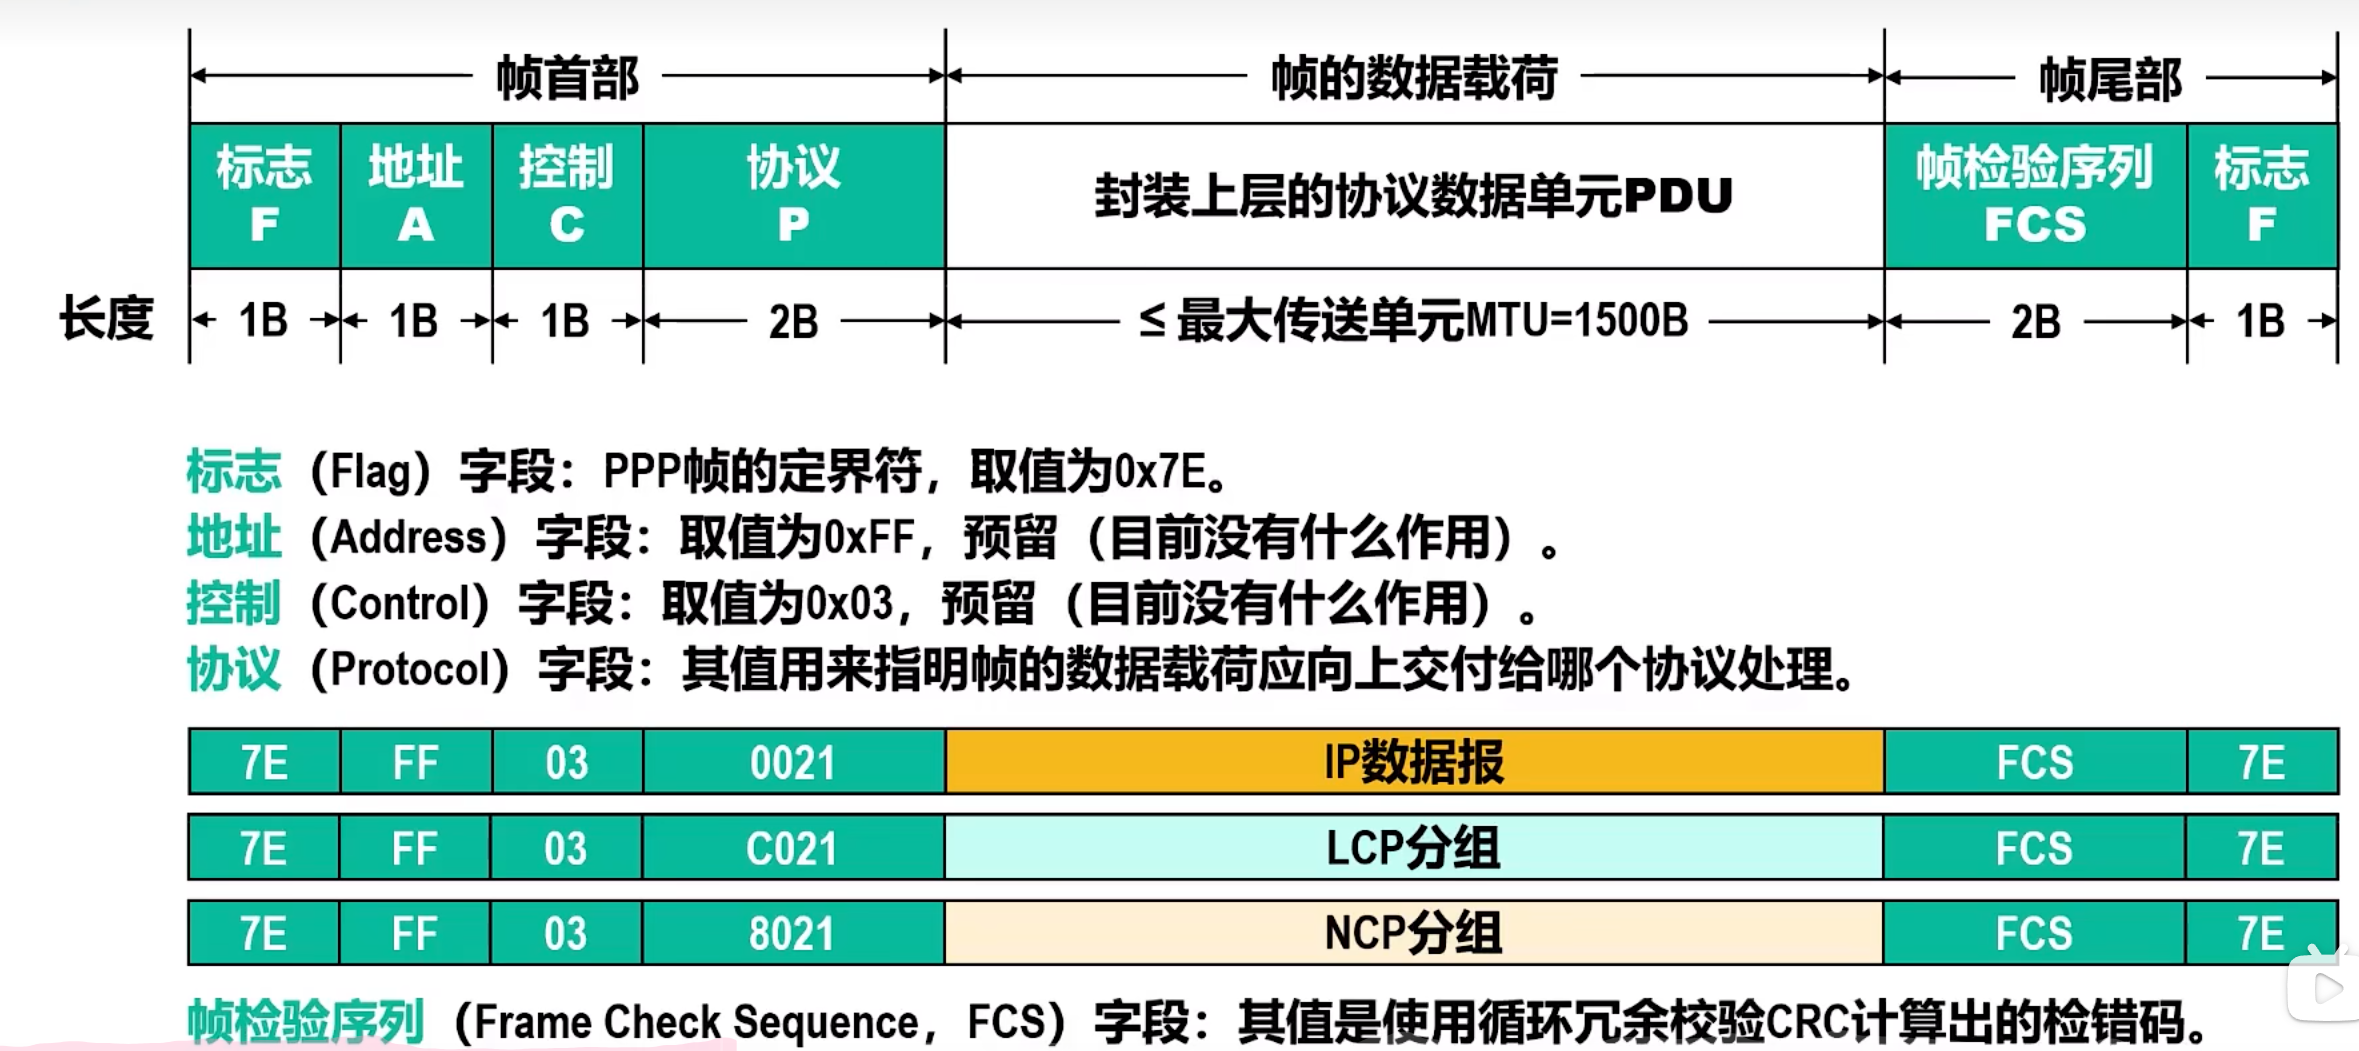 帧首部 帧的数据载荷 帧尾部
标志 地址 控制 协议 封装上层的协议数据单元PDU 帧检验序列 标志
F A C P FCS F
长度 1B 1B 1B 2B ≤最大传送单元MTU=1500B 2B 1B
标志（Flag）字段：PPP帧的定界符，取值为0x7E。
地址（Address）字段：取值为0xFF，预留（目前没有什么作用）。
控制（Control）字段：取值为0x03，预留（目前没有什么作用）。
协议（Protocol）字段：其值用来指明帧的数据载荷应向上交付给哪个协议处理。
7E FF 03 0021 IP数据报 FCS 7E
7E FF 03 C021 LCP分组 FCS 7E
7E FF 03 8021 NCP分组 FCS 7E
帧检验序列（Frame Check Sequence，FCS）字段：其值是使用循环冗余校验CRC计算出的检错码。